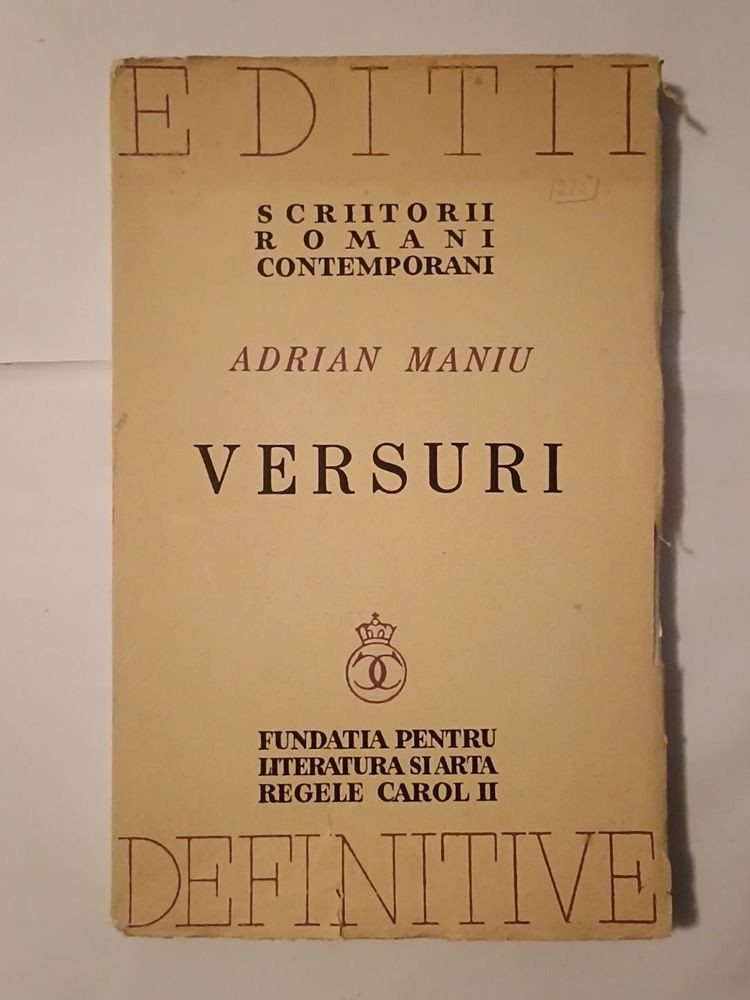 EDITII
SCRIITORII
ROMANI
CONTEMPORANI
ADRIAN MANIU
VERSURI
FUNDATIA PENTRU
LITERATURA SI ARTA
REGELE CAROL II
DEFINITIVE